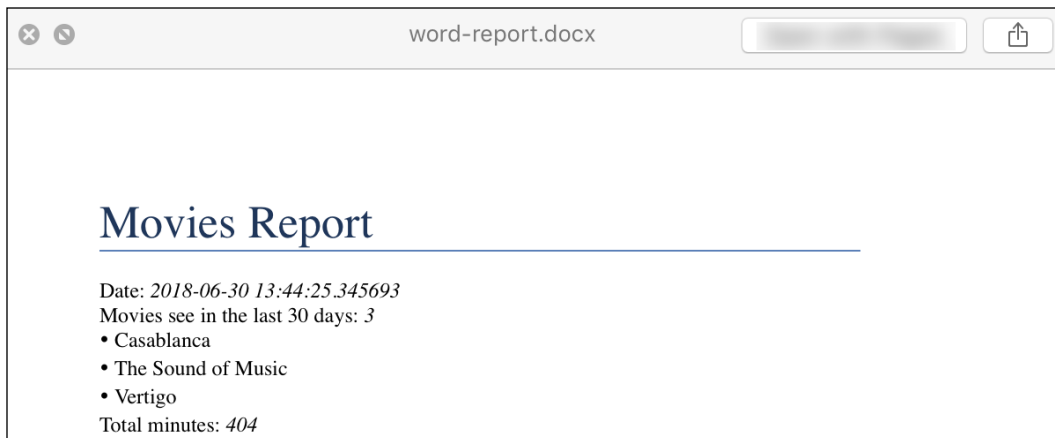 word-report.docx
Movies Report
Date: 2018-06-30 13:44:25.345693
Movies see in the last 30 days: 3
• Casablanca
• The Sound of Music
• Vertigo
Total minutes: 404